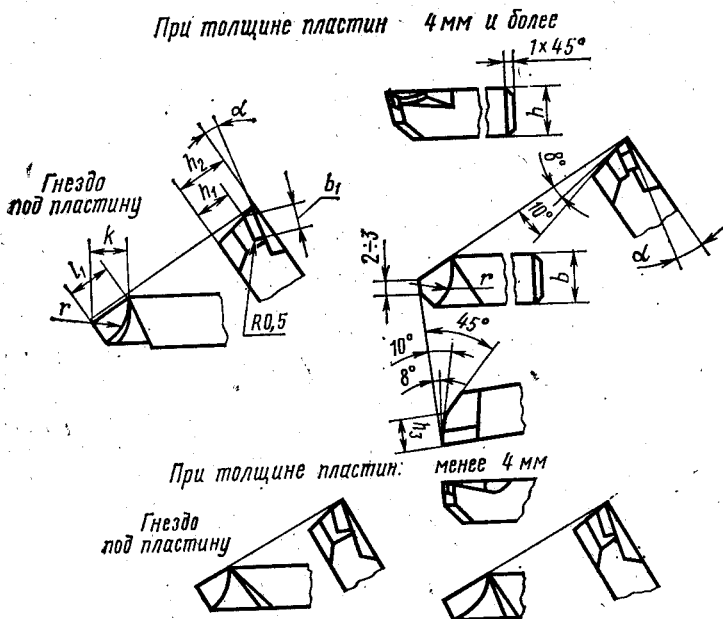 При толщине пластин 4 мм и более
1×45°
h
α
h₂
h₁
b₁
Гнездо
под пластину
k
l₁
r
R0,5
8°
10°
α
2÷3
r
b
45°
10°
8°
h₃
При толщине пластин: менее 4 мм
Гнездо
под пластину